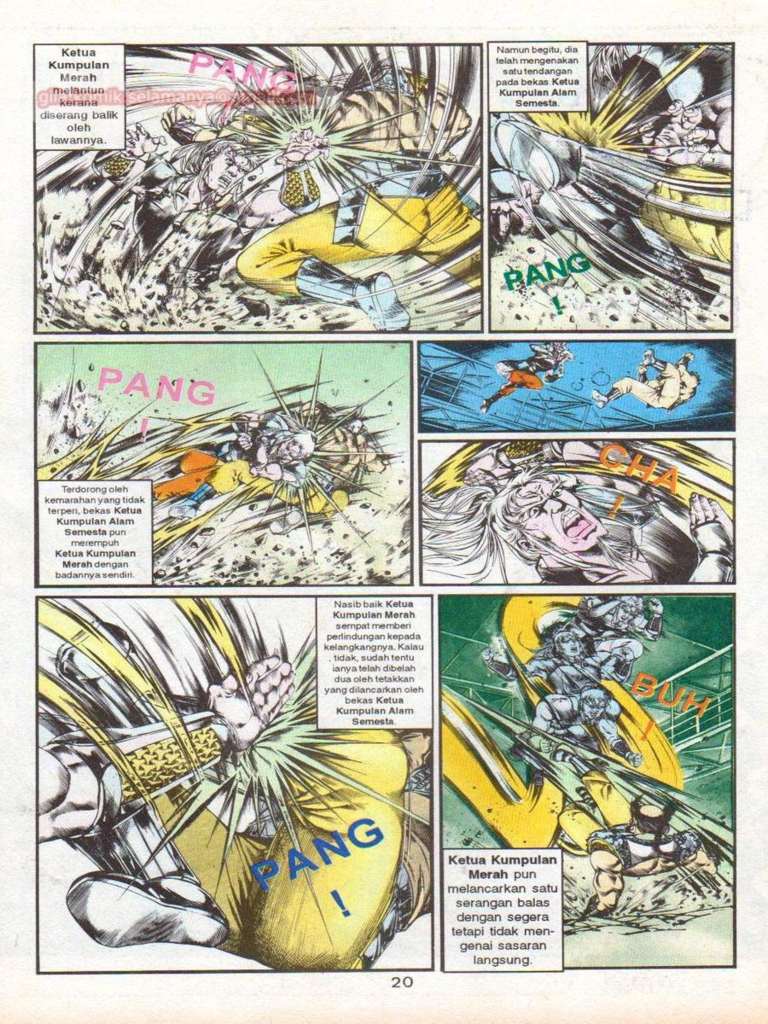 Ketua
Kumpulan
Merah
melantun
kerana
diserang balik
oleh
lawannya.
PANG
Namun begitu, dia
telah mengenakan
satu tendangan
pada bekas Ketua
Kumpulan Alam
Semesta.
PANG
!
PANG
!
Terdorong oleh
kemarahan yang tidak
terperi, bekas Ketua
Kumpulan Alam
Semesta pun
merempuh
Ketua Kumpulan
Merah dengan
badannya sendiri.
CHA
!
Nasib baik Ketua
Kumpulan Merah
sempat memberi
perlindungan kepada
kelangkangnya. Kalau
, tidak, sudah tentu
ianya telah dibelah
dua oleh tetakkan
yang dilancarkan oleh
bekas Ketua
Kumpulan Alam
Semesta.
PANG
!
BUH
!
Ketua Kumpulan
Merah pun
melancarkan satu
serangan balas
dengan segera
tetapi tidak men-
genai sasaran
langsung.
20